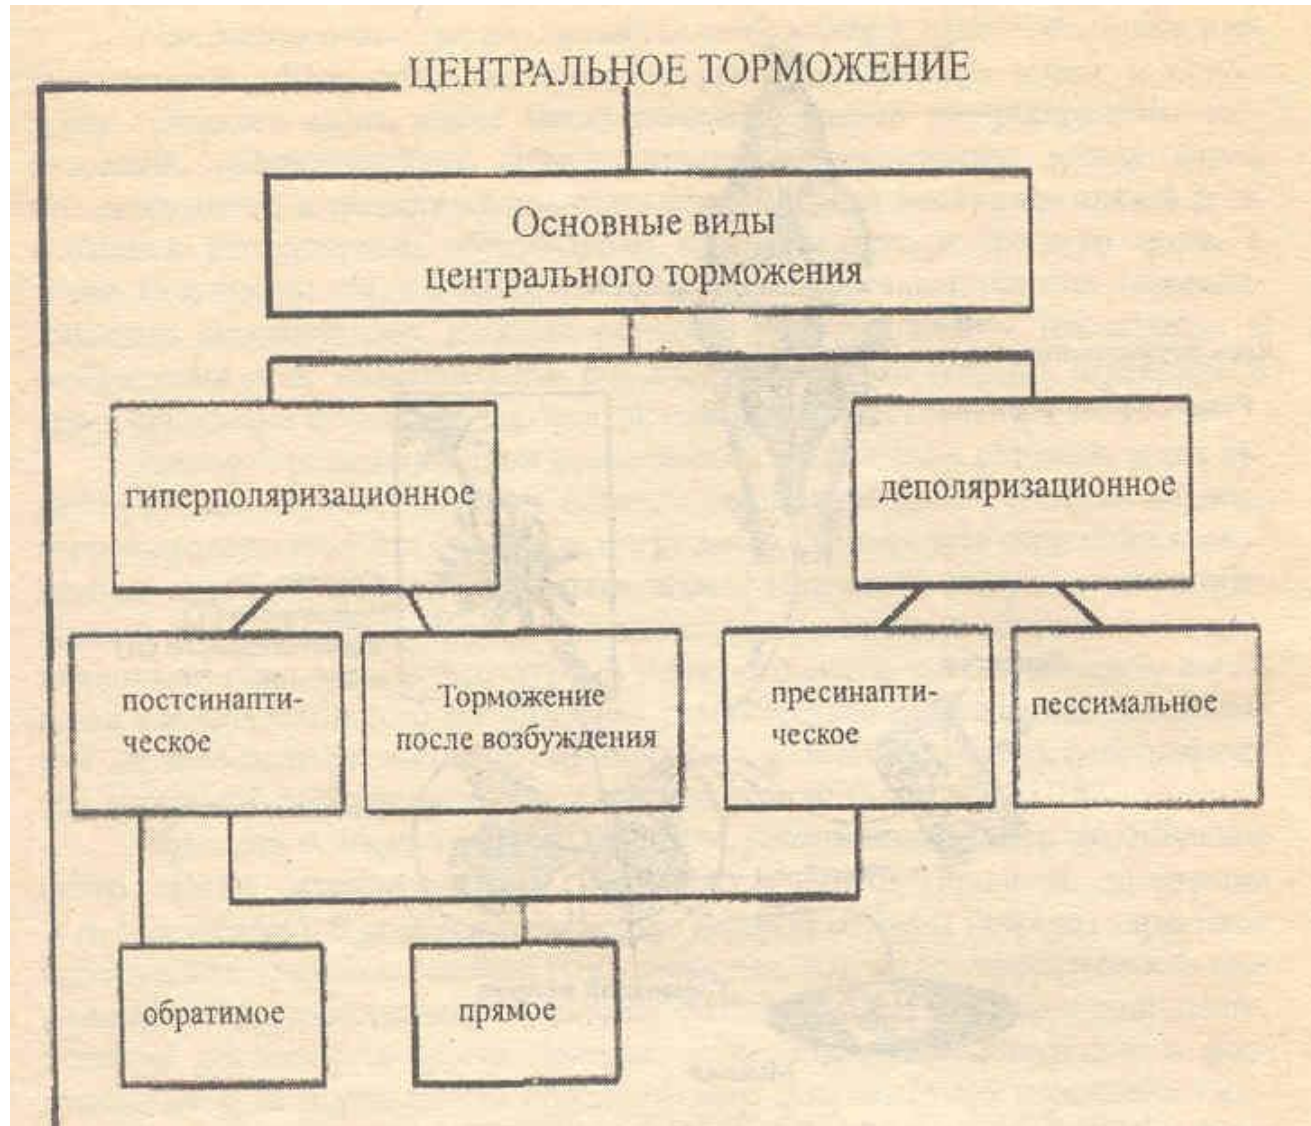 ЦЕНТРАЛЬНОЕ ТОРМОЖЕНИЕ
Основные виды
центрального торможения
гиперполяризационное
деполяризационное
постсинапти-
ческое
Торможение
после возбуждения
пресинапти-
ческое
пессимальное
обратимое
прямое